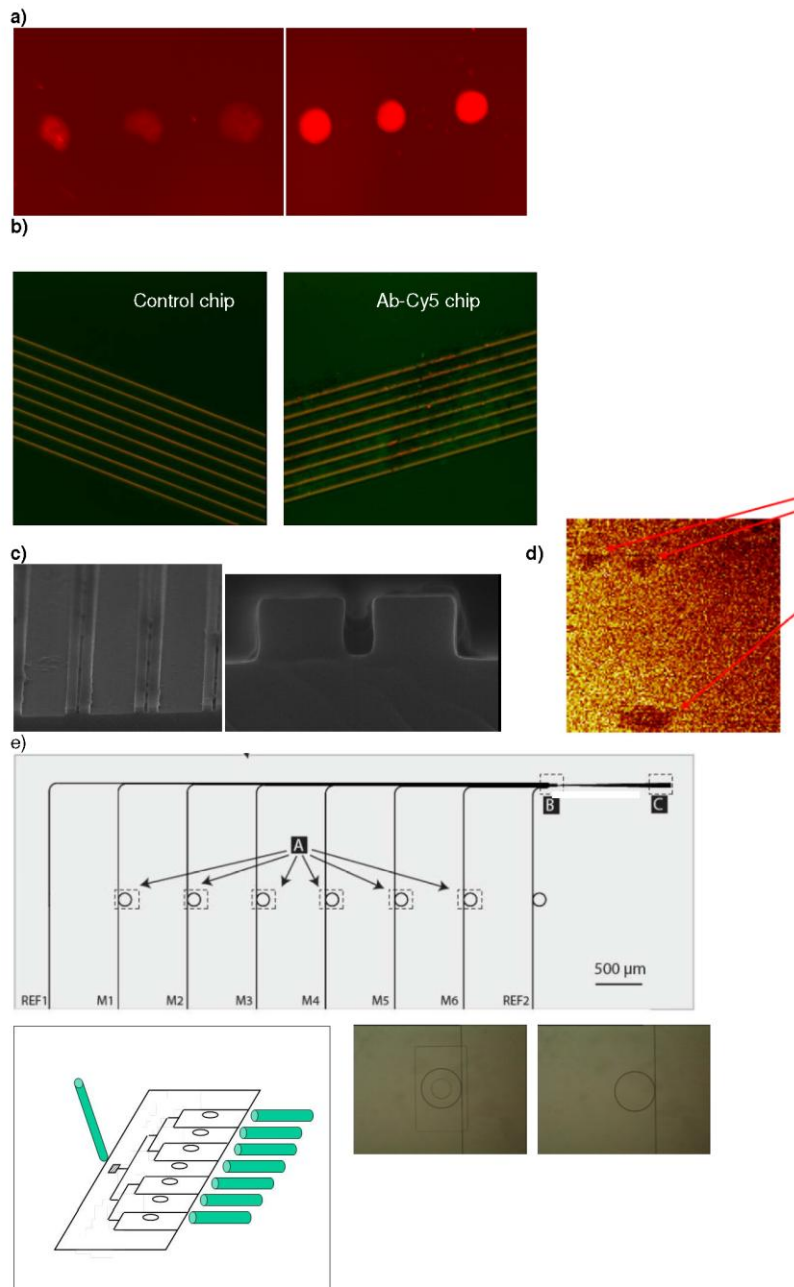 a)
b)
Control chip
Ab-Cy5 chip
c)
d)
e)
A
B
C
500 µm
REF1
M1
M2
M3
M4
M5
M6
REF2